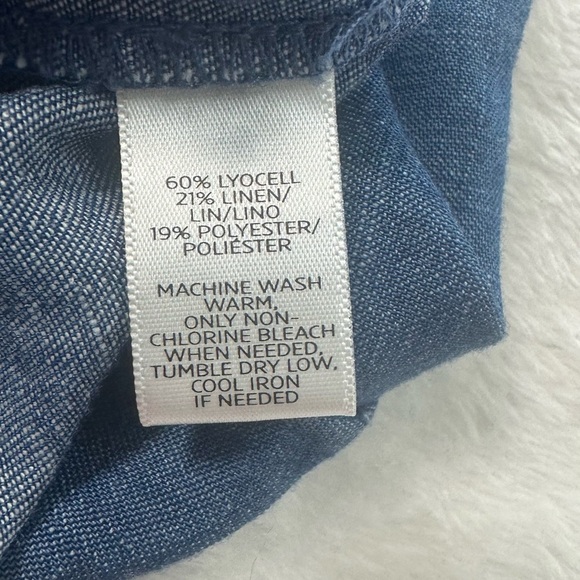 60% LYOCELL
21% LINEN/
LIN/LINO
19% POLYESTER/
POLIÉSTER
MACHINE WASH
WARM,
ONLY NON-
CHLORINE BLEACH
WHEN NEEDED,
TUMBLE DRY LOW,
COOL IRON
IF NEEDED